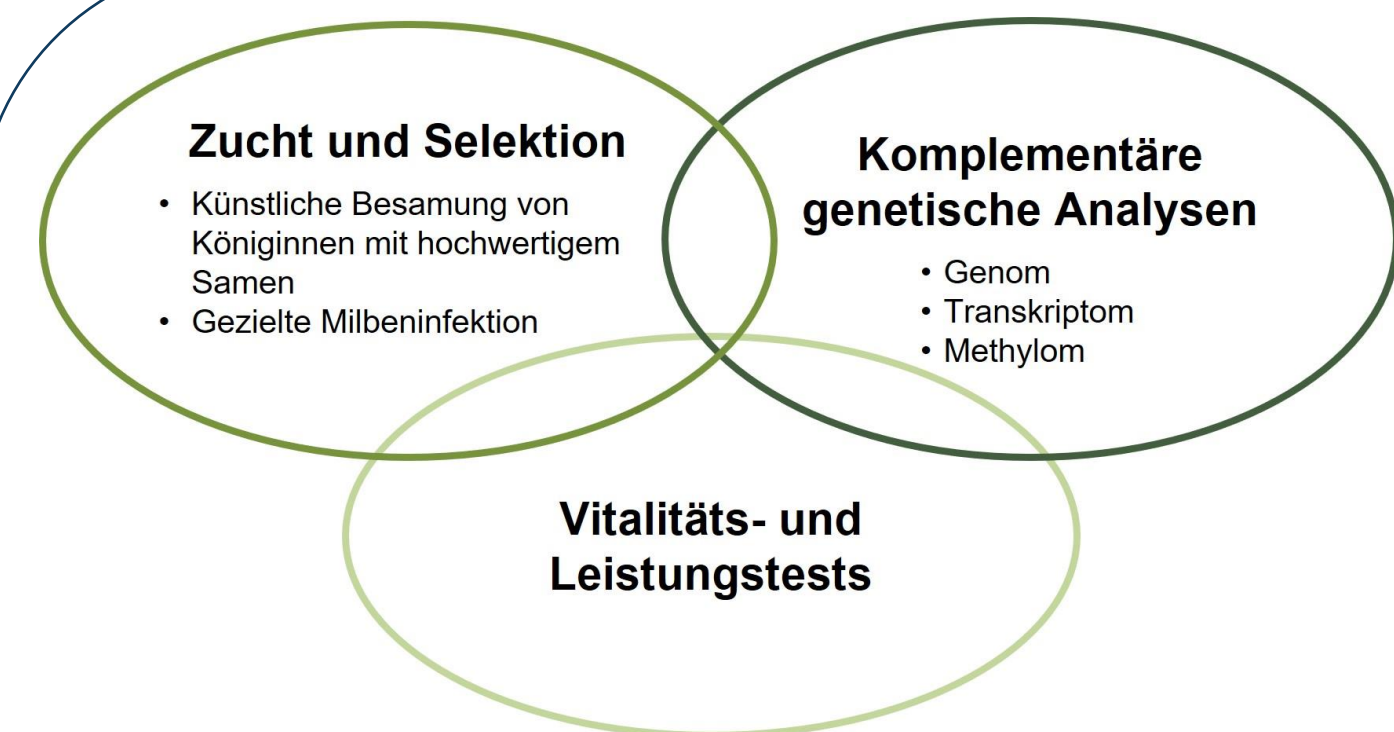 Zucht und Selektion
• Künstliche Besamung von
Königinnen mit hochwertigem
Samen
• Gezielte Milbeninfektion
Komplementäre
genetische Analysen
• Genom
• Transkriptom
• Methylom
Vitalitäts- und
Leistungstests